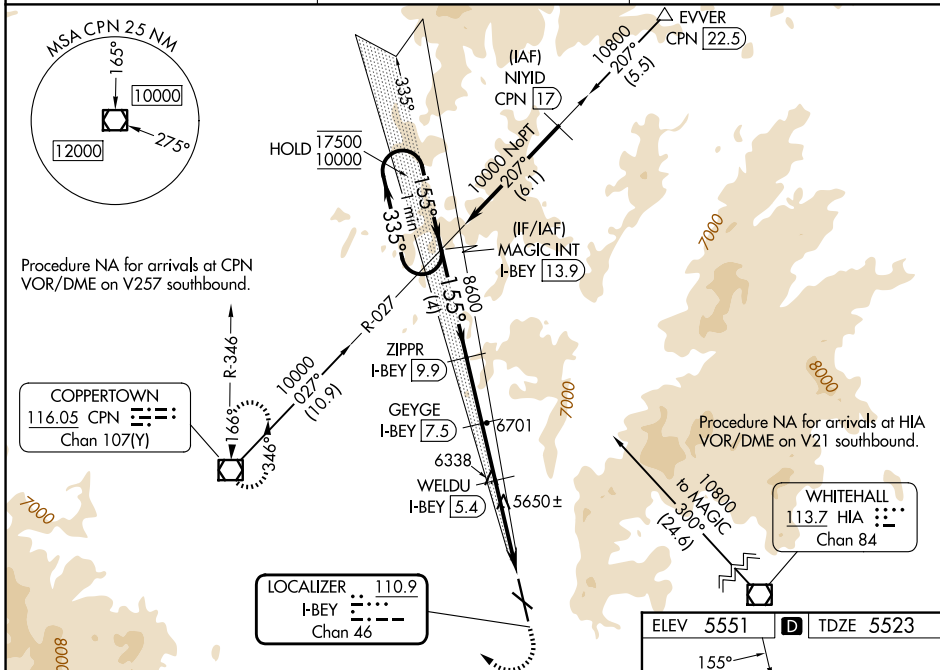 MSA CPN 25 NM
165°
10000
12000
275°
EVVER
CPN 22.5
10800
207°
(5.5)
(IAF)
NIYID
CPN 17
335°
HOLD 17500
10000
10000 NoPT
207°
(6.11)
155°
1 min
335°
(IF/IAF)
MAGIC INT
I-BEY 13.9
Procedure NA for arrivals at CPN
VOR/DME on V257 southbound.
7000
R-027
155°
(4)
8600
R-346
10000
027°
(10.9)
ZIPPR
I-BEY 9.9
8000
7000
COPPERTOWN
116.05 CPN
Chan 107(Y)
166°
346°
GEYGE
I-BEY 7.5
6701
Procedure NA for arrivals at HIA
VOR/DME on V21 southbound.
6338
WELDU
I-BEY 5.4
5650±
10800
to MAGIC
300°
(24.6)
WHITEHALL
113.7 HIA
Chan 84
7000
LOCALIZER 110.9
I-BEY
Chan 46
8000
ELEV 5551 D TDZE 5523
155°